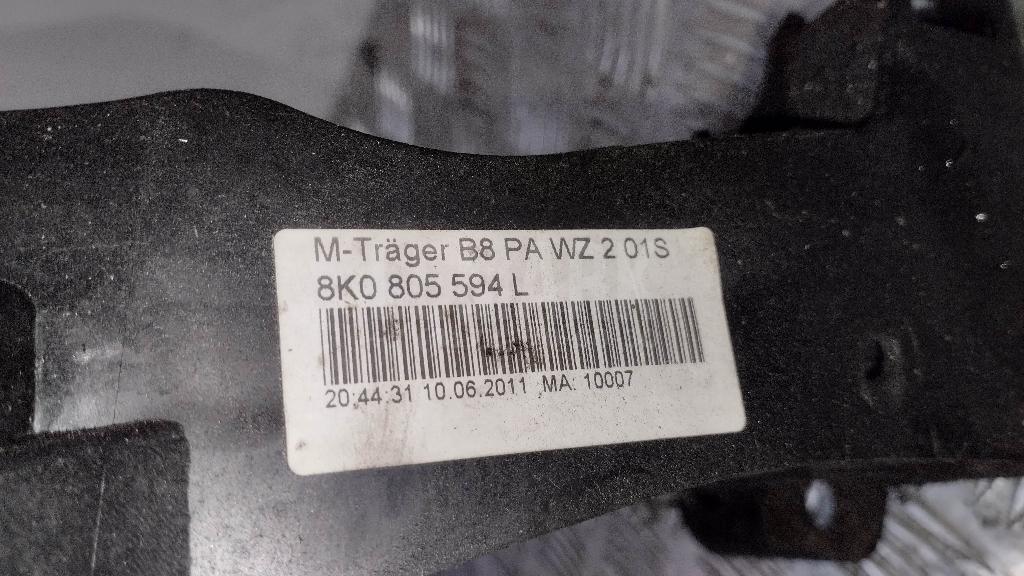 M-Träger B8 PA WZ 2 01S
8K0 805 594 L
20:44:31 10.06.2011 MA: 10007